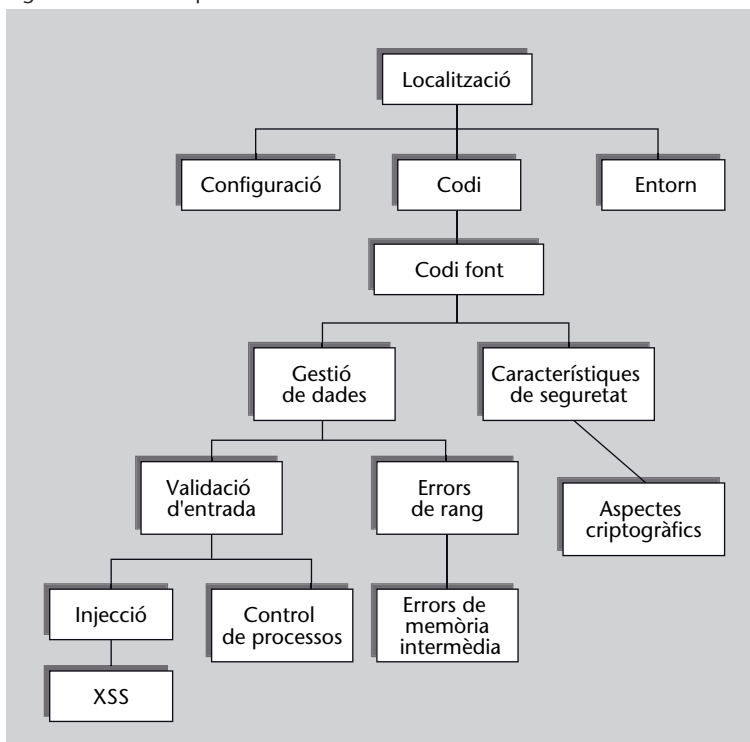 Localització
Configuració
Codi
Entorn
Codi font
Gestió
de dades
Característiques
de seguretat
Validació
d'entrada
Errors
de rang
Aspectes
criptogràfics
Injecció
Control
de processos
Errors de
memòria
intermèdia
XSS